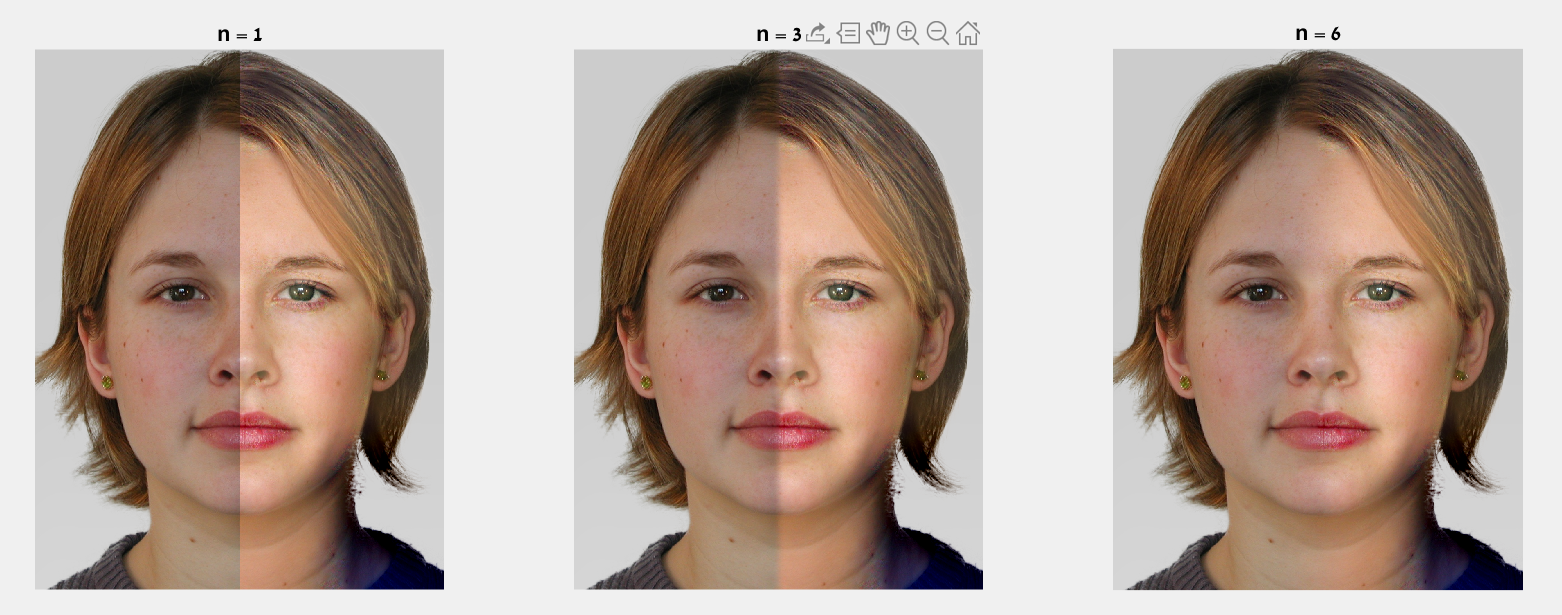 n = 1
n = 3
n = 6